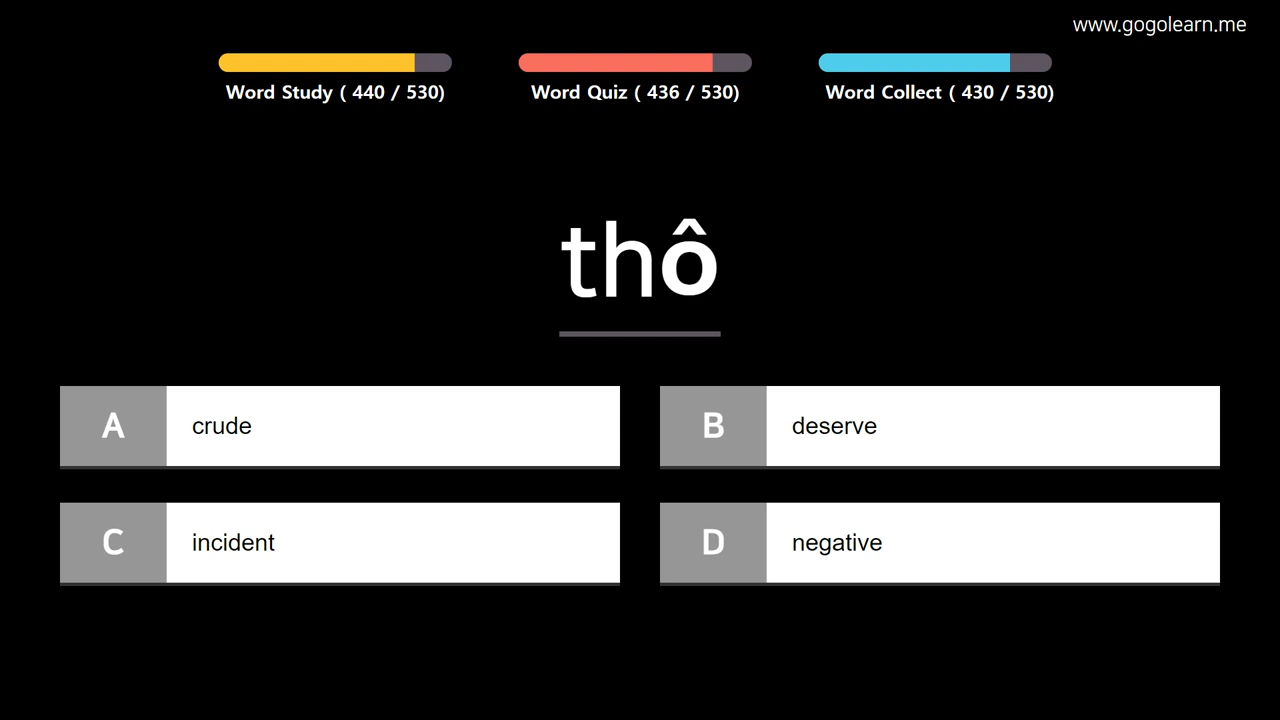 www.gogolearn.me
Word Study ( 440 / 530)
Word Quiz ( 436 / 530)
Word Collect ( 430 / 530)
thô
A crude
B deserve
C incident
D negative